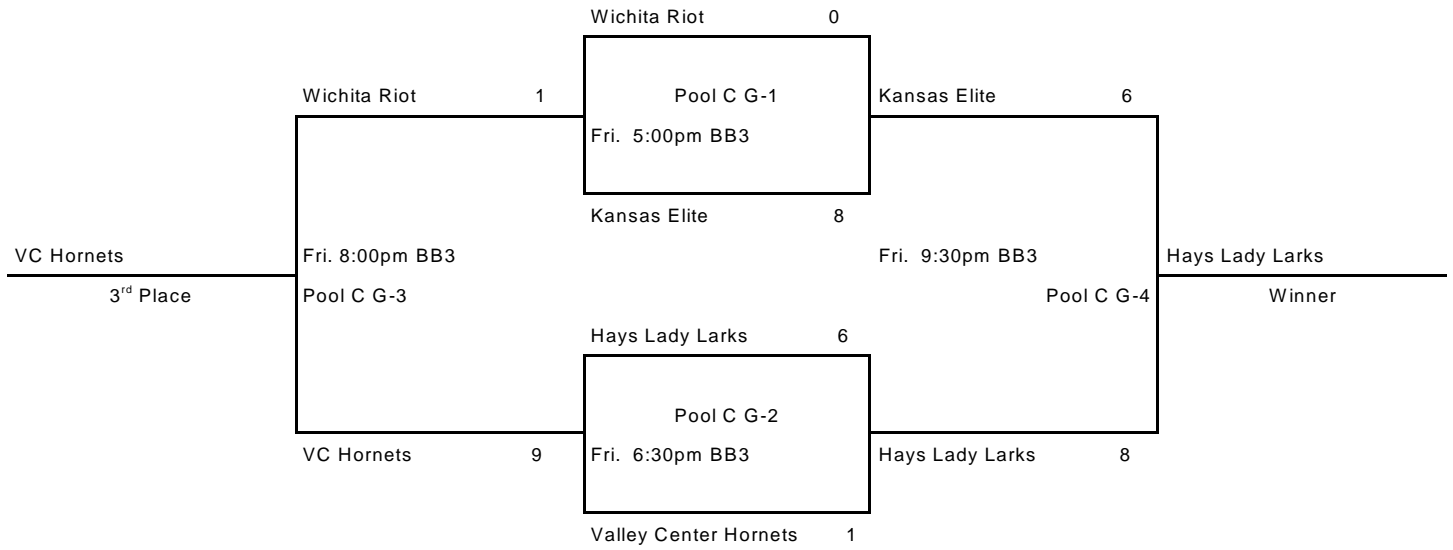 Wichita Riot 0
Wichita Riot 1 Pool C G-1 Kansas Elite 6
Fri. 5:00pm BB3
Kansas Elite 8
VC Hornets Fri. 8:00pm BB3 Fri. 9:30pm BB3 Hays Lady Larks
3rd Place Pool C G-3 Pool C G-4 Winner
Hays Lady Larks 6
Pool C G-2
VC Hornets 9 Fri. 6:30pm BB3 Hays Lady Larks 8
Valley Center Hornets 1